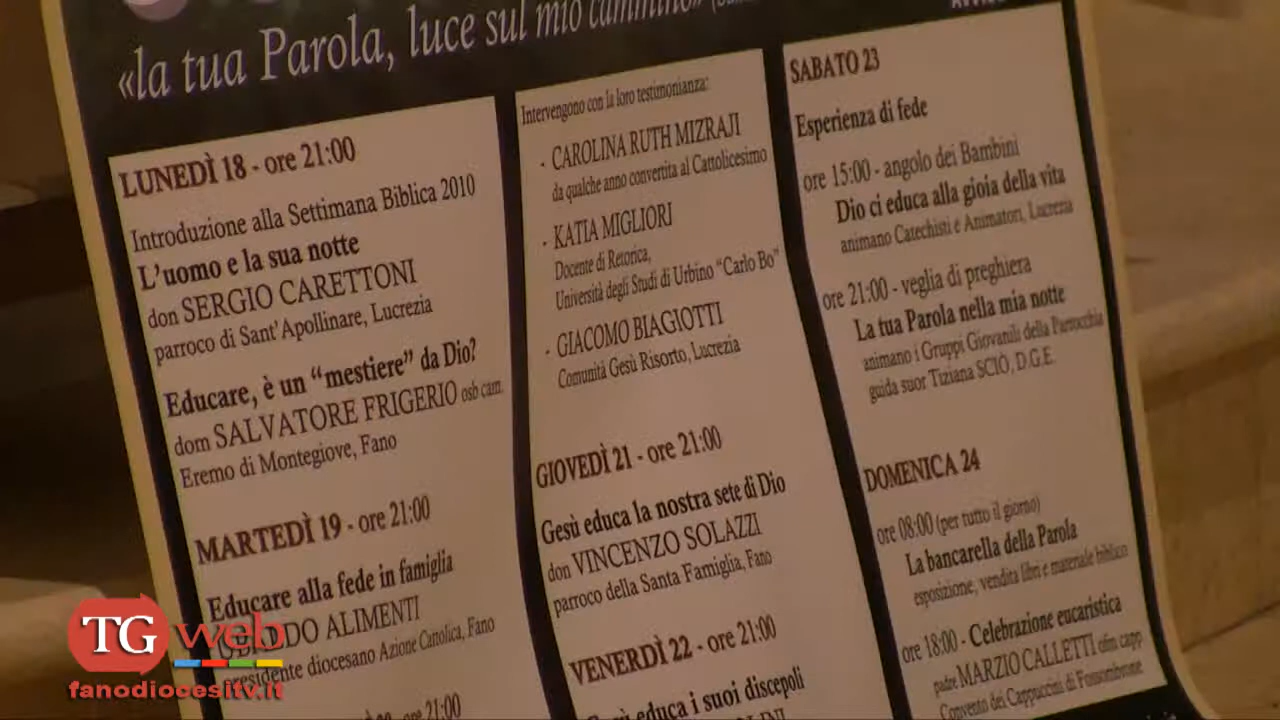 «la tua Parola, luce sul mio cammino»
LUNEDÌ 18 - ore 21:00
Introduzione alla Settimana Biblica 2010
L'uomo e la sua notte
don SERGIO CARETTONI
parroco di Sant'Apollinare, Lucrezia
Educare, è un "mestiere" da Dio?
dom SALVATORE FRIGERIO osb cam.
Eremo di Montegiove, Fano
MARTEDÌ 19 - ore 21:00
Educare alla fede in famiglia
ALIMENTI
presidente diocesano Azione Cattolica, Fano
ore 21:00
Intervengono con la loro testimonianza:
- CAROLINA RUTH MIZRAJI
da qualche anno convertita al Cattolicesimo
- KATIA MIGLIORI
Docente di Retorica,
Università degli Studi di Urbino "Carlo Bo"
- GIACOMO BIAGIOTTI
Comunità Gesù Risorto, Lucrezia
GIOVEDÌ 21 - ore 21:00
Gesù educa la nostra sete di Dio
don VINCENZO SOLAZZI
parroco della Santa Famiglia, Fano
VENERDÌ 22 - ore 21:00
Gesù educa i suoi discepoli
SABATO 23
Esperienza di fede
ore 15:00 - angolo dei Bambini
Dio ci educa alla gioia della vita
animano Catechisti e Animatori, Lucrezia
ore 21:00 - veglia di preghiera
La tua Parola nella mia notte
animano i Gruppi Giovanili della Parrocchia
guida suor Tiziana SCIÒ, D.G.E.
DOMENICA 24
ore 08:00 (per tutto il giorno)
La bancarella della Parola
esposizione, vendita libri e materiale biblico
ore 18:00 - Celebrazione eucaristica
padre MARZIO CALLETTI ofm capp
Convento dei Cappuccini di Fossombrone
TG web
fanodiocesitv.it